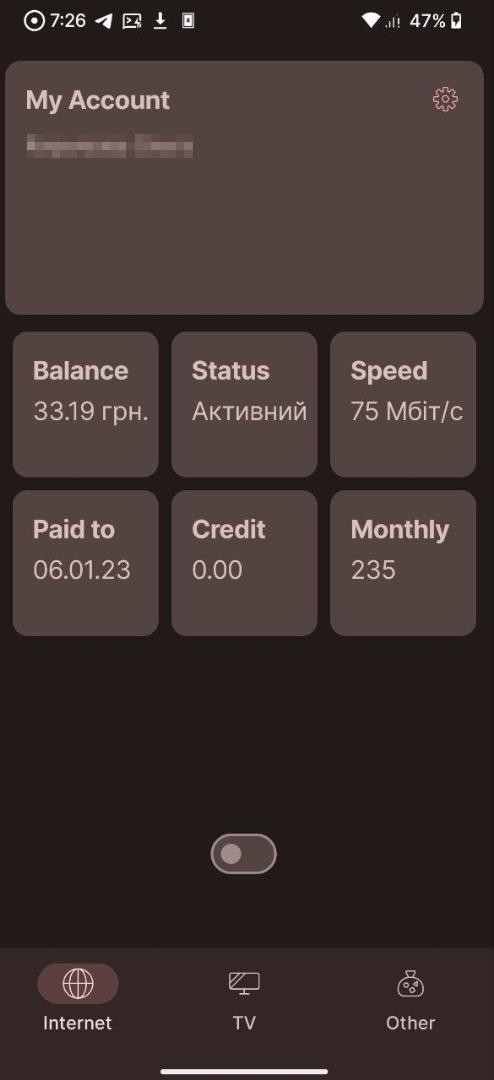 7:26
47%
My Account
Balance
33.19 грн.
Status
Активний
Speed
75 Мбіт/с
Paid to
06.01.23
Credit
0.00
Monthly
235
Internet
TV
Other